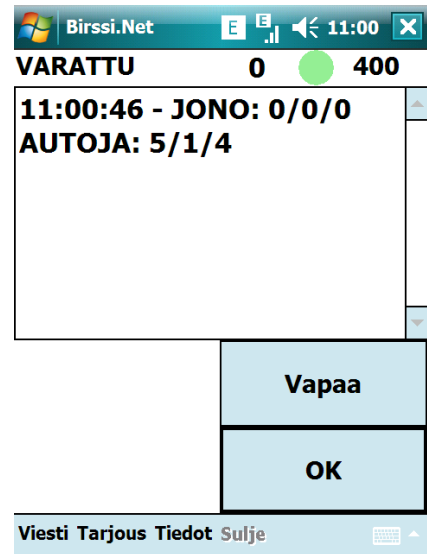 Birssi.Net E E 11:00
VARATTU 0 400
11:00:46 - JONO: 0/0/0
AUTOJA: 5/1/4
Vapaa
OK
Viesti Tarjous Tiedot Sulje